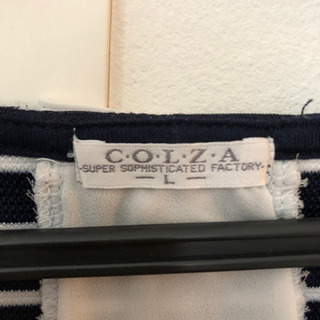 C·O·L·Z·A
-SUPER SOPHISTICATED FACTORY-
— L —